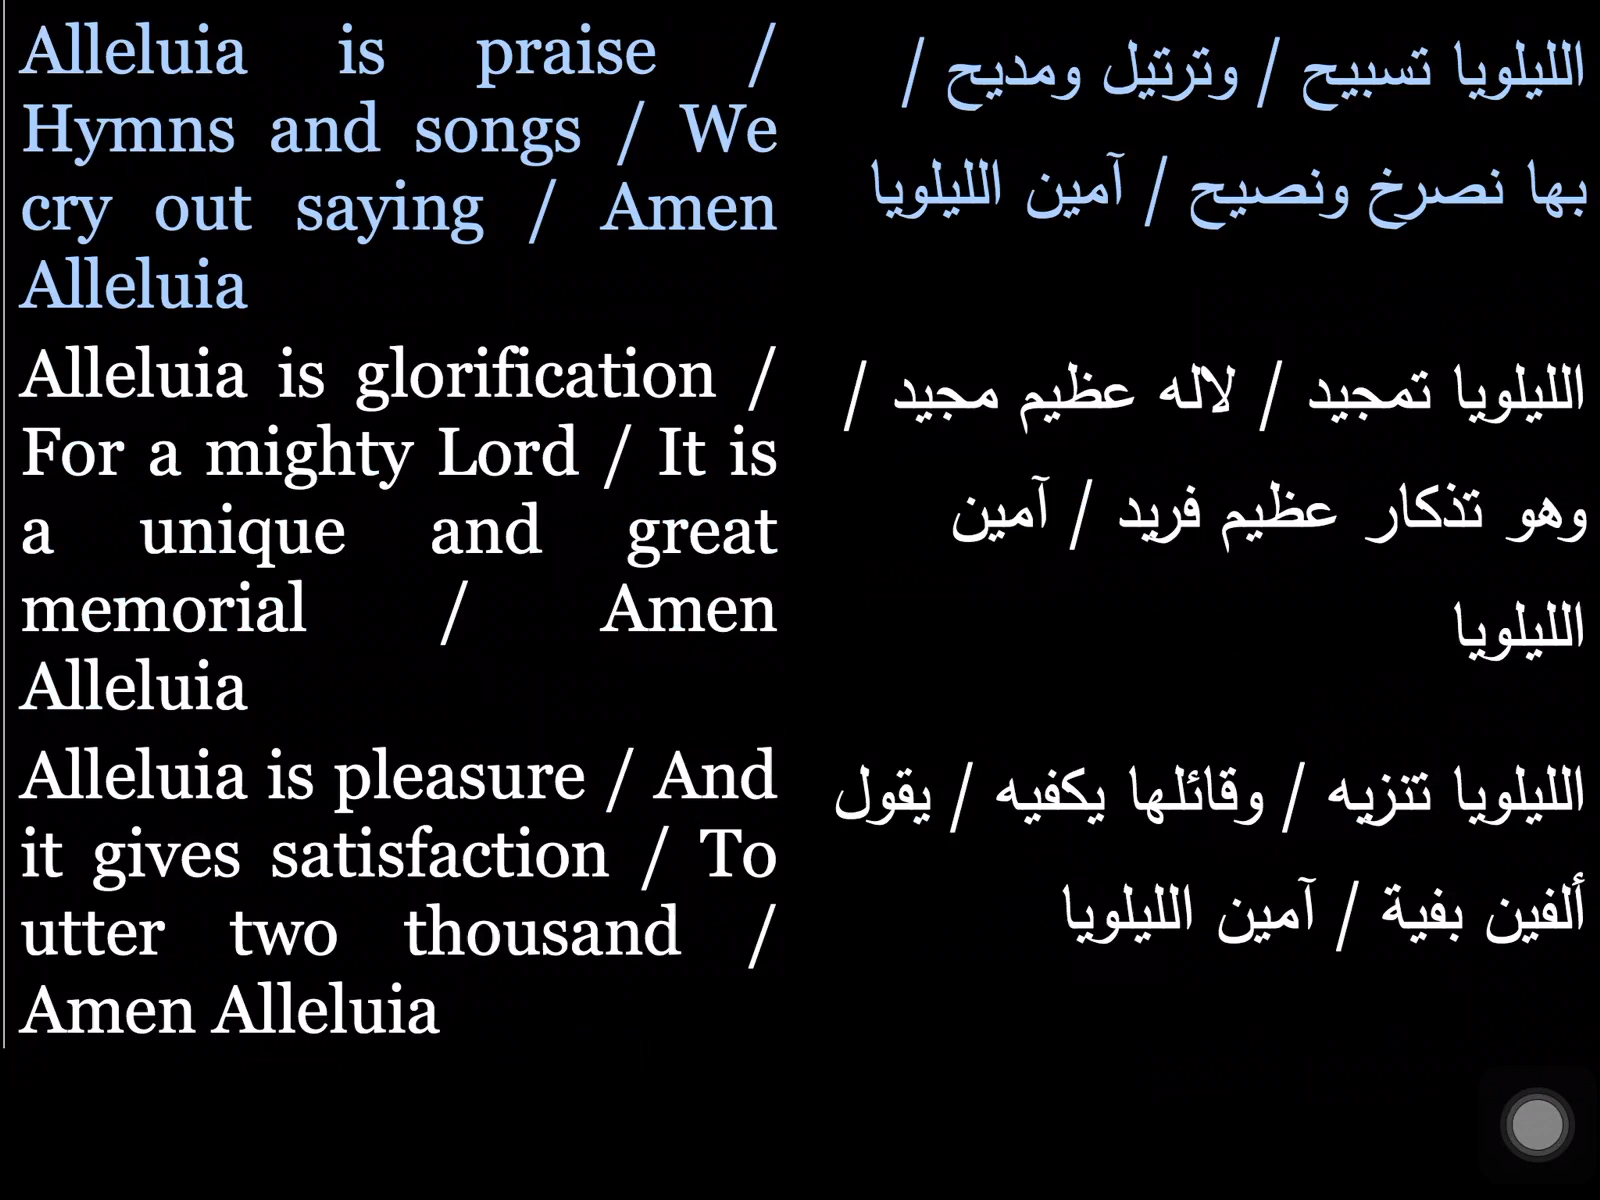 Alleluia is praise /
Hymns and songs / We
cry out saying / Amen
Alleluia
الليلويا تسبيح / وترتيل ومديح /
بها نصرخ ونصيح / آمين الليلويا
Alleluia is glorification /
For a mighty Lord / It is
a unique and great
memorial / Amen
Alleluia
الليلويا تمجيد / لاله عظيم مجيد /
وهو تذكار عظيم فريد / آمين
الليلويا
Alleluia is pleasure / And
it gives satisfaction / To
utter two thousand /
Amen Alleluia
الليلويا تنزيه / وقائلها يكفيه / يقول
ألفين بفية / آمين الليلويا